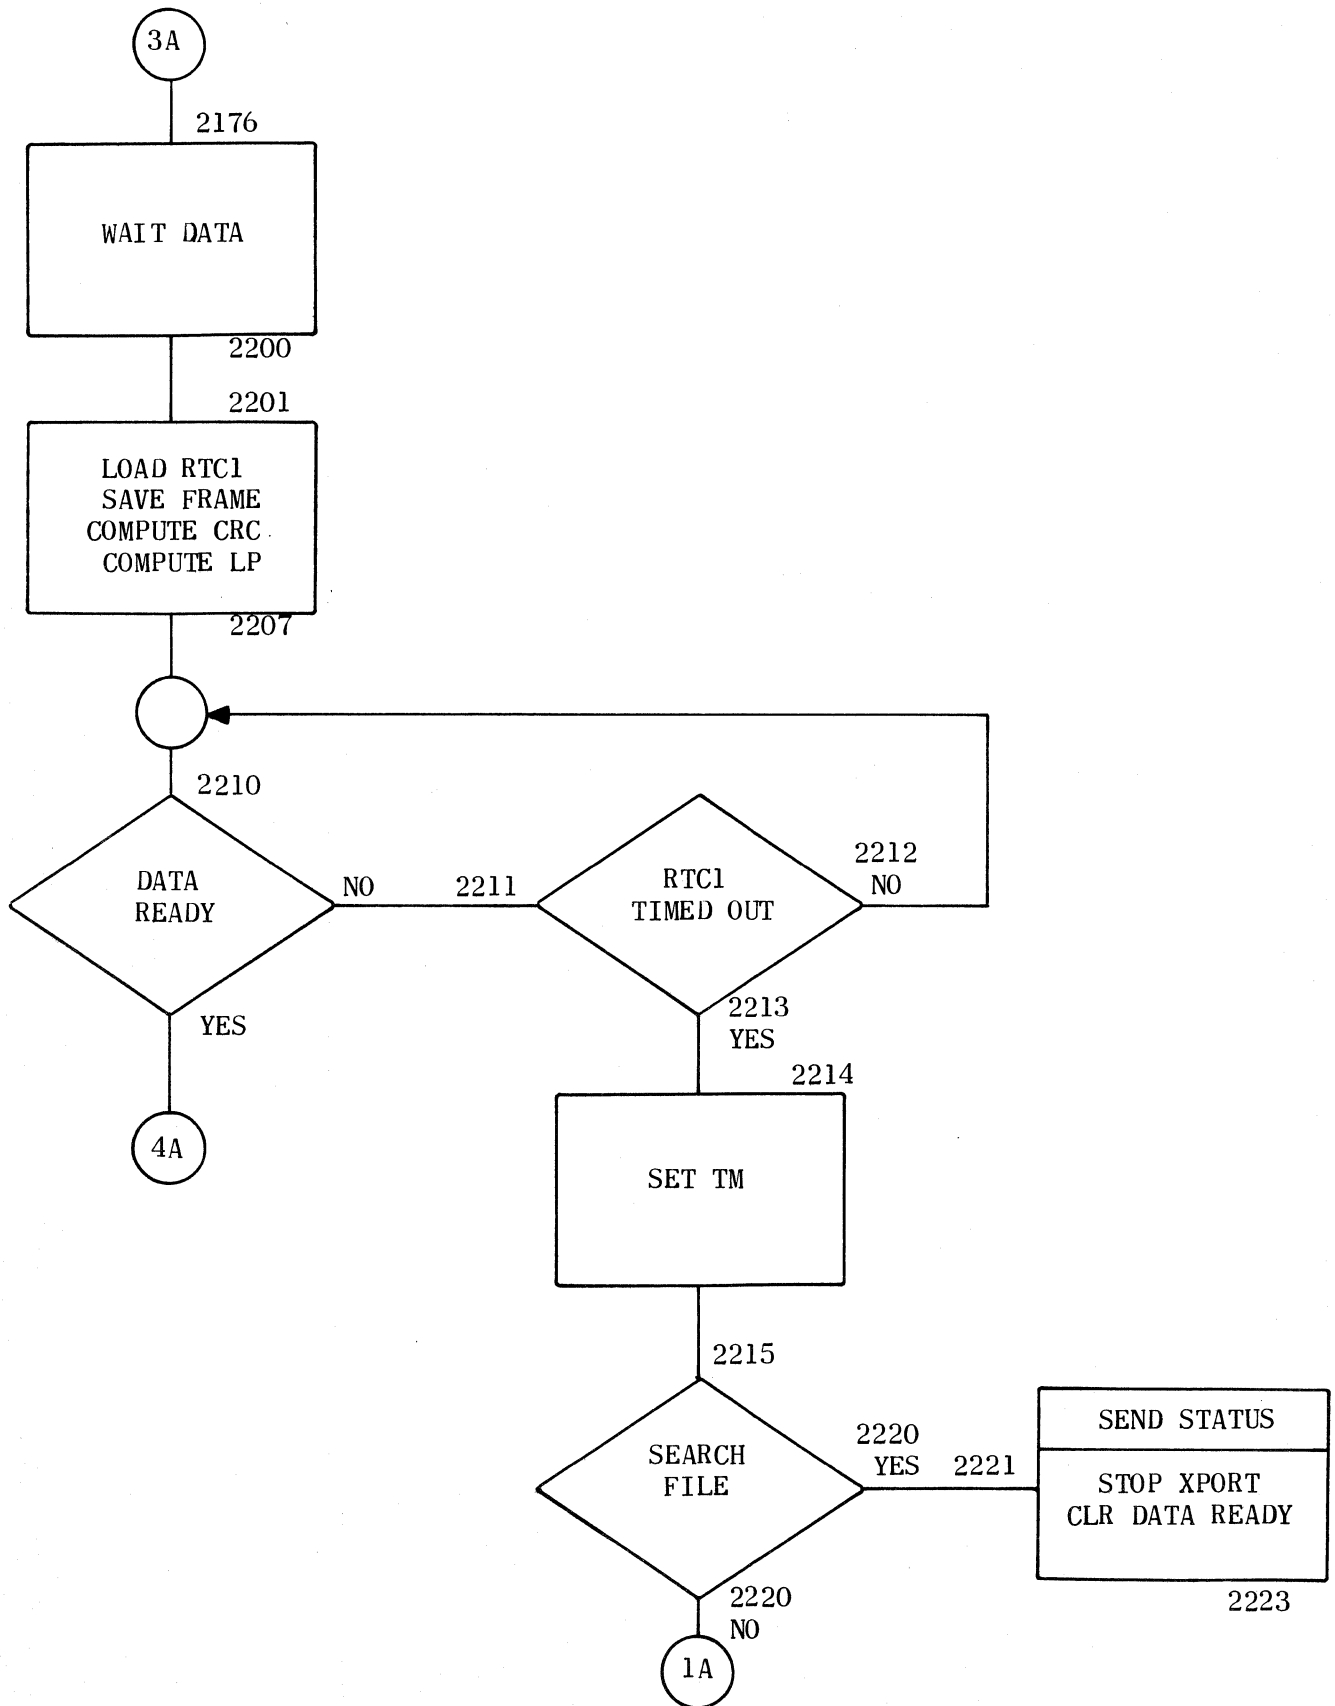 3A
2176
WAIT DATA
2200
2201
LOAD RTC1
SAVE FRAME
COMPUTE CRC
COMPUTE LP
2207
2210
DATA
READY
NO
2211
RTC1
TIMED OUT
2212
NO
YES
4A
2213
YES
2214
SET TM
2215
SEARCH
FILE
2220
YES
2221
SEND STATUS
STOP XPORT
CLR DATA READY
2223
2220
NO
1A